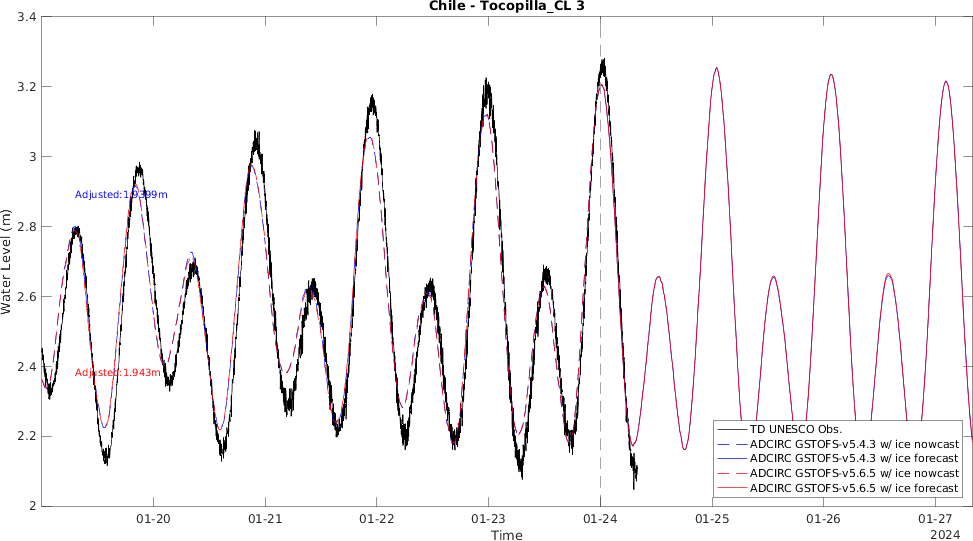 Chile - Tocopilla_CL 3
3.4
3.2
3
2.8
2.6
2.4
2.2
2
Water Level (m)
Adjusted:1.9399m
Adjusted:1.943m
TD UNESCO Obs.
ADCIRC GSTOFS-v5.4.3 w/ ice nowcast
ADCIRC GSTOFS-v5.4.3 w/ ice forecast
ADCIRC GSTOFS-v5.6.5 w/ ice nowcast
ADCIRC GSTOFS-v5.6.5 w/ ice forecast
01-20 01-21 01-22 01-23 01-24 01-25 01-26 01-27
Time
2024